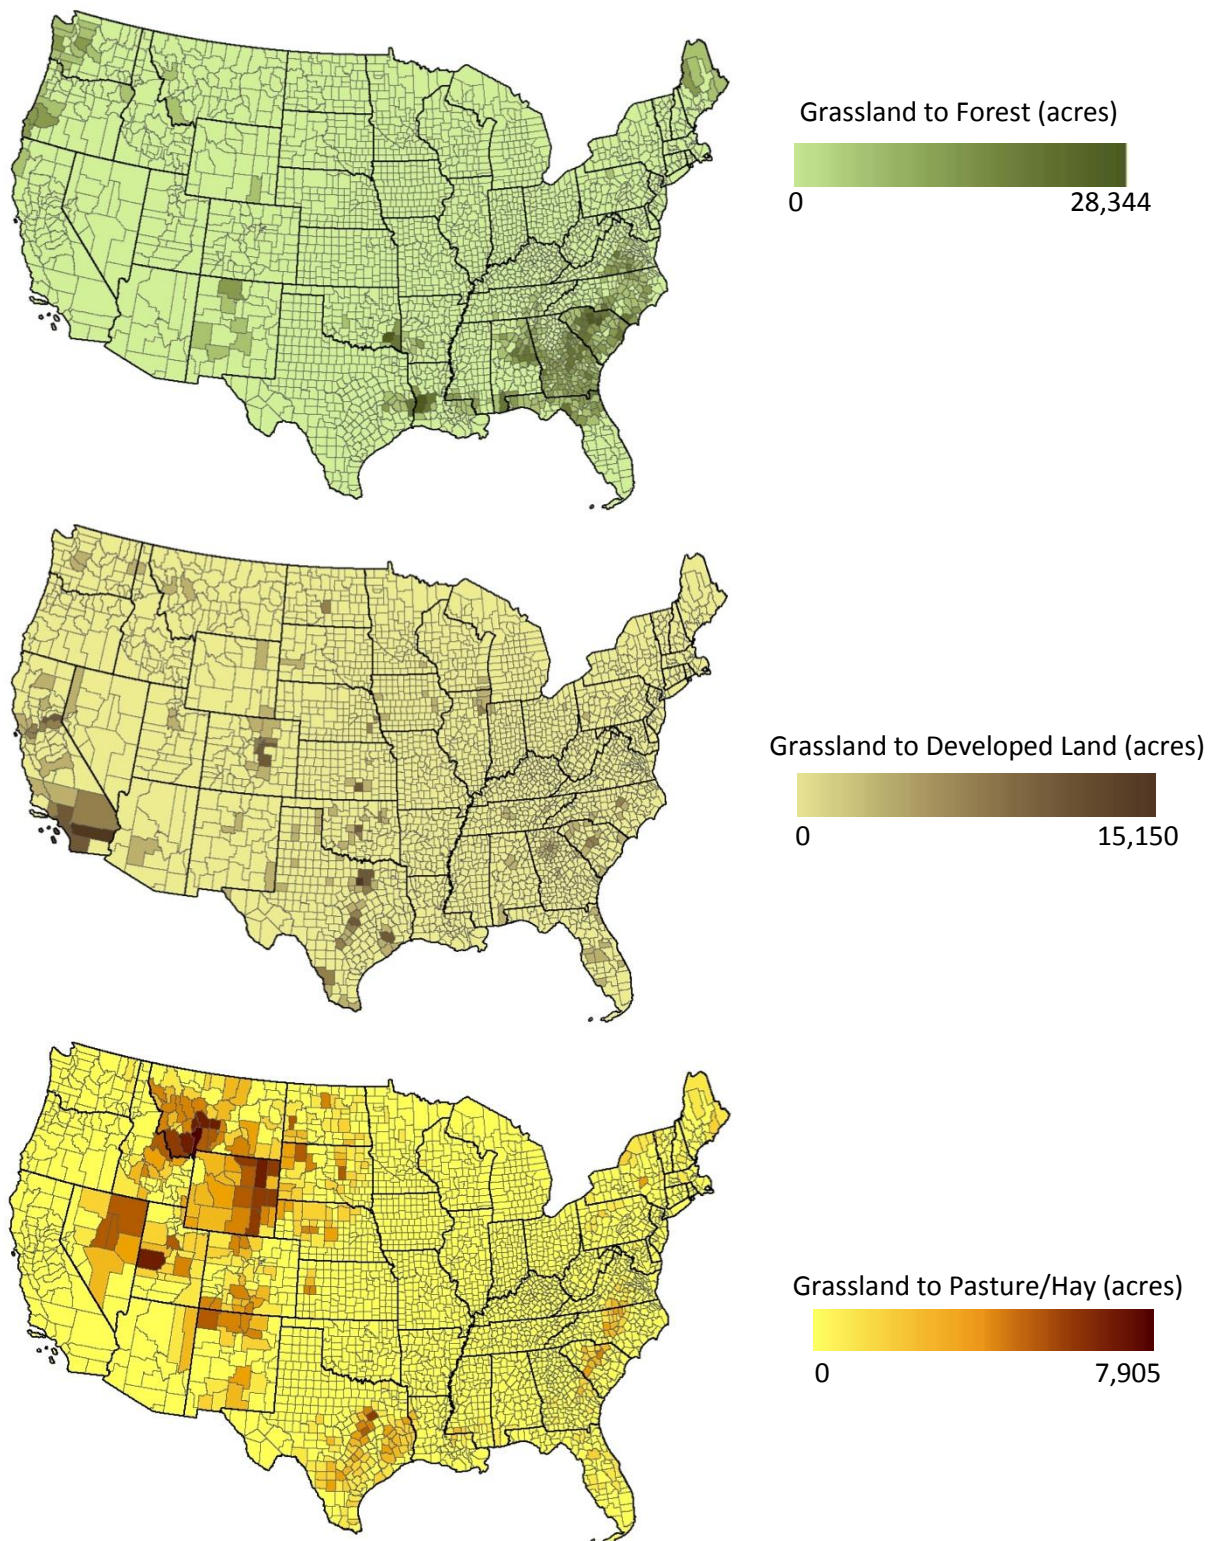 Grassland to Forest (acres)
0 28,344
Grassland to Developed Land (acres)
0 15,150
Grassland to Pasture/Hay (acres)
0 7,905